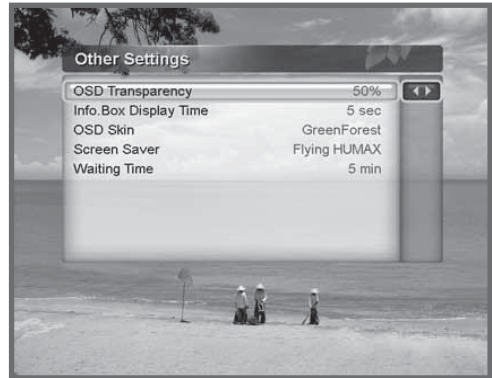 Other Settings
OSD Transparency 50%
Info.Box Display Time 5 sec
OSD Skin GreenForest
Screen Saver Flying HUMAX
Waiting Time 5 min